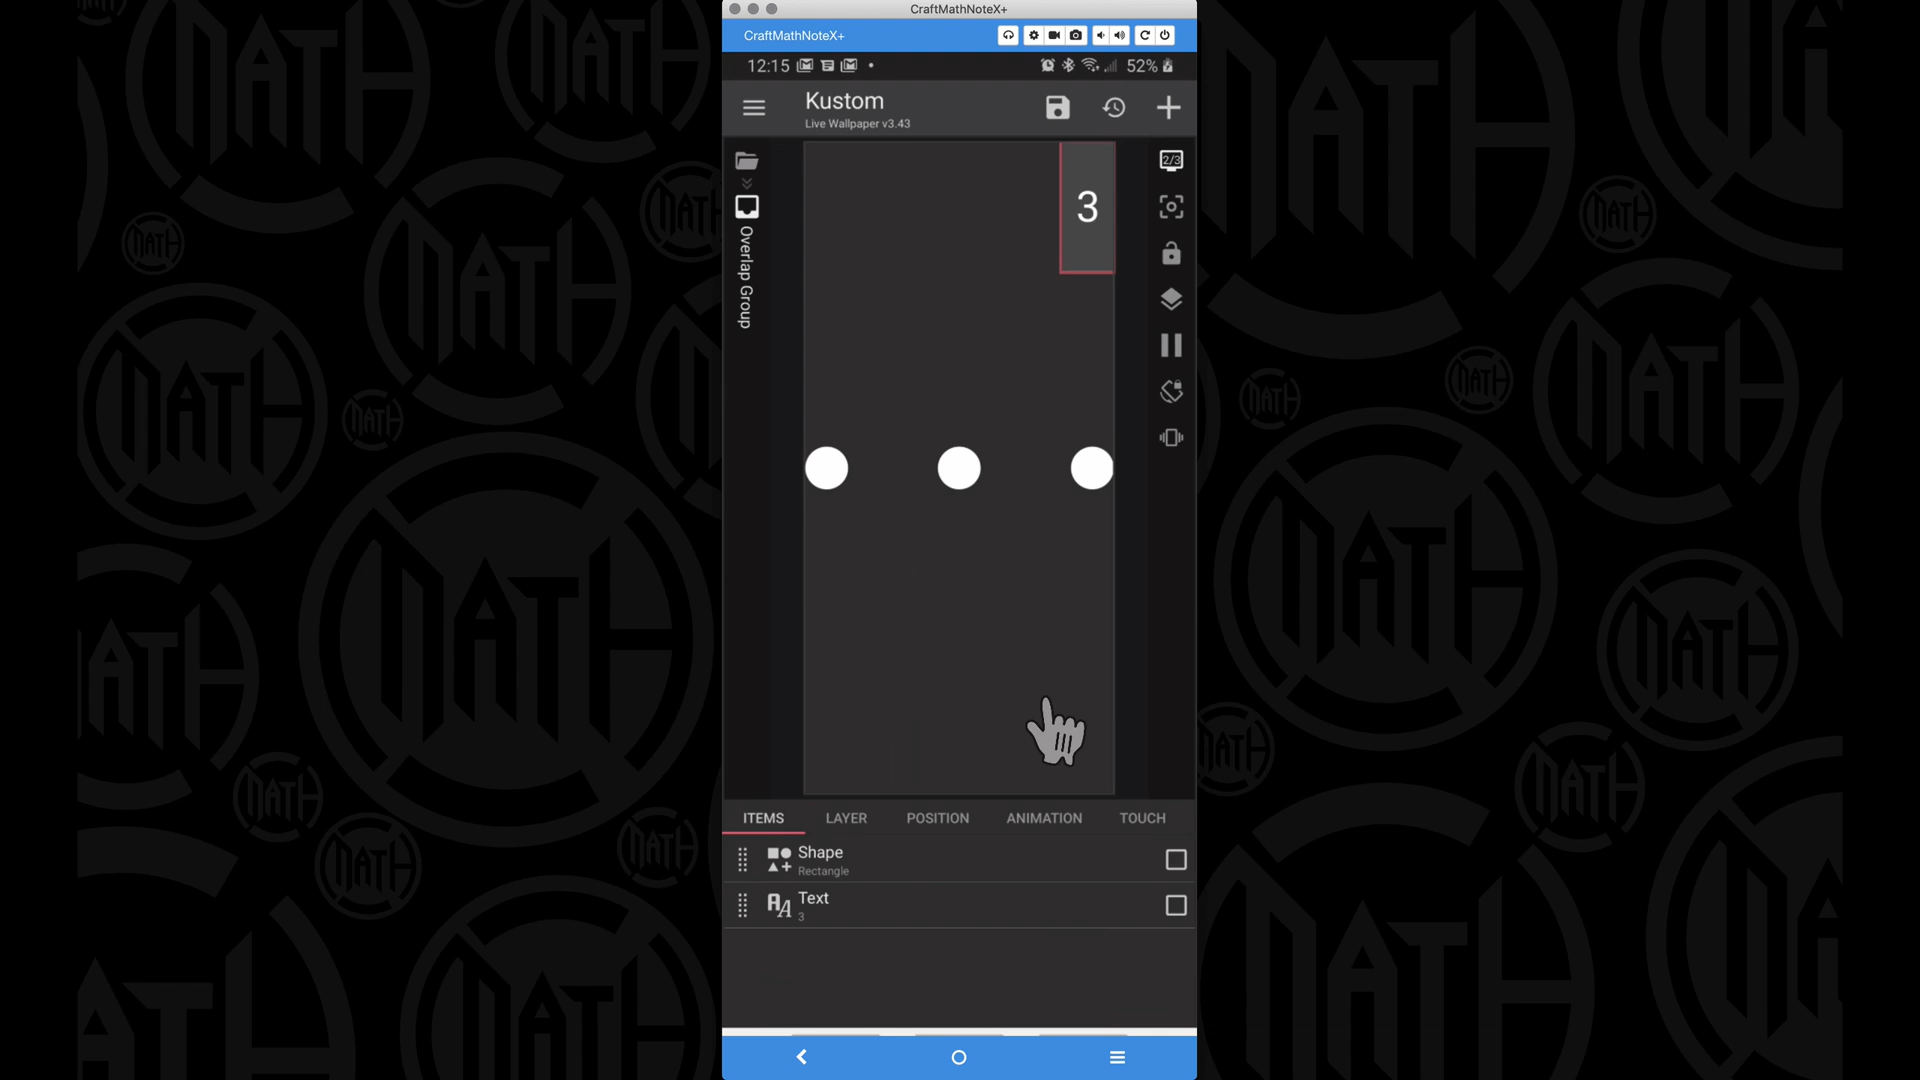 CraftMathNoteX+
CraftMathNoteX+
12:15
52%
Kustom
Live Wallpaper v3.43
2/3
3
Overlap Group
ITEMS LAYER POSITION ANIMATION TOUCH
Shape
Rectangle
Text
3
MATH